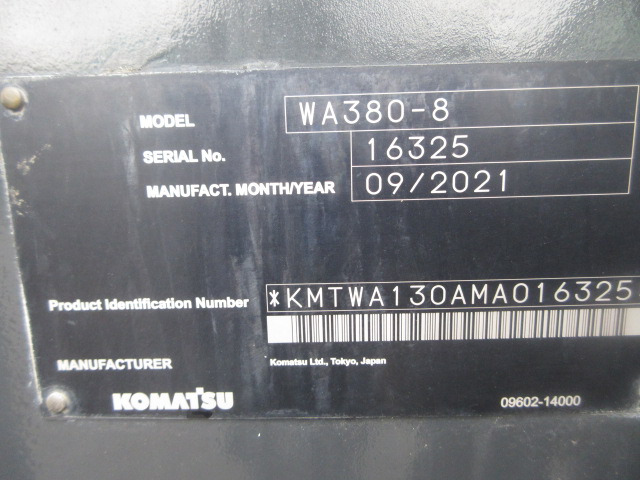 MODEL WA380-8
SERIAL No. 16325
MANUFACT. MONTH/YEAR 09/2021
Product Identification Number *KMTWA130AMA016325
MANUFACTURER Komatsu Ltd., Tokyo, Japan
KOMATSU 09602-14000